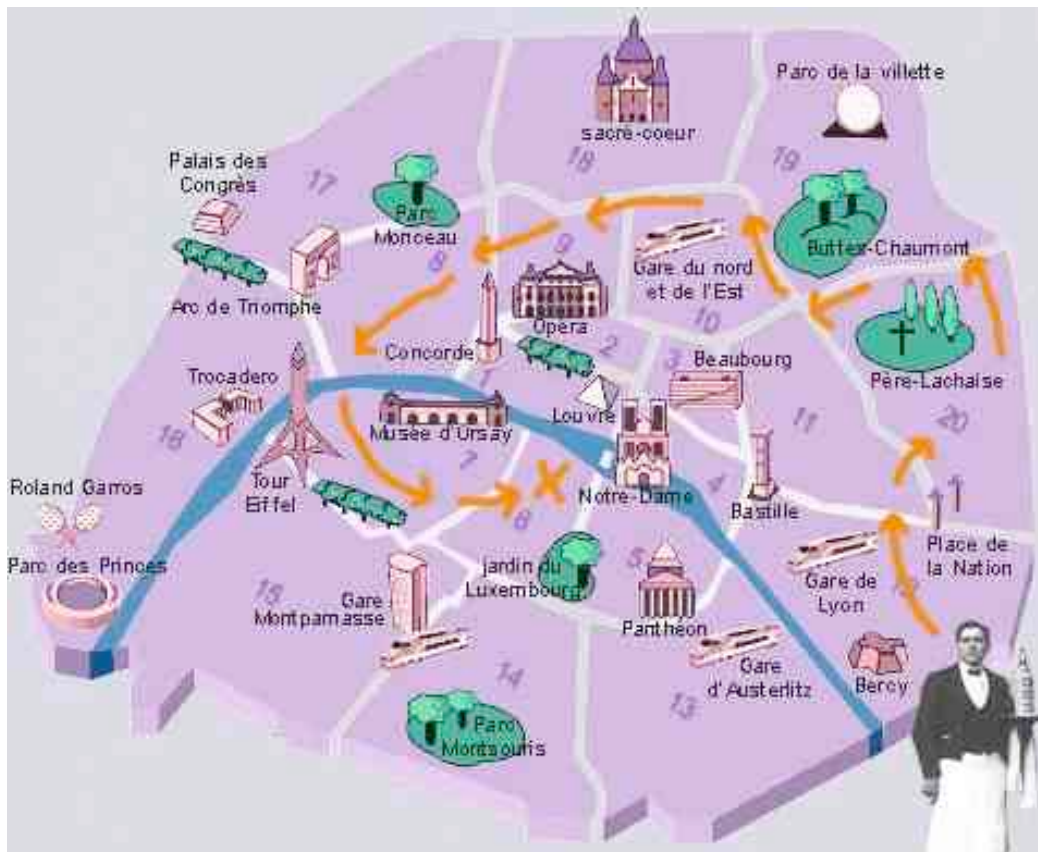 Parc de la villette
sacré-coeur
18
19
Palais des
Congrès
17
Parc
Monceau
Buttes-Chaumont
9
8
Gare du nord
et de l'Est
Arc de Triomphe
Opéra
10
Concorde
2
3
Beaubourg
Père-Lachaise
Trocadero
1
Louvre
11
20
Musée d'Ursay
16
7
Notre-Dame
4
Tour
Eiffel
Bastille
Roland Garros
6
Place de
la Nation
Parc des Princes
jardin du
Luxembourg
5
Gare de
Lyon
12
15
Gare
Montparnasse
Panthéon
Gare
d'Austerlitz
Bercy
14
13
Parc
Montsouris